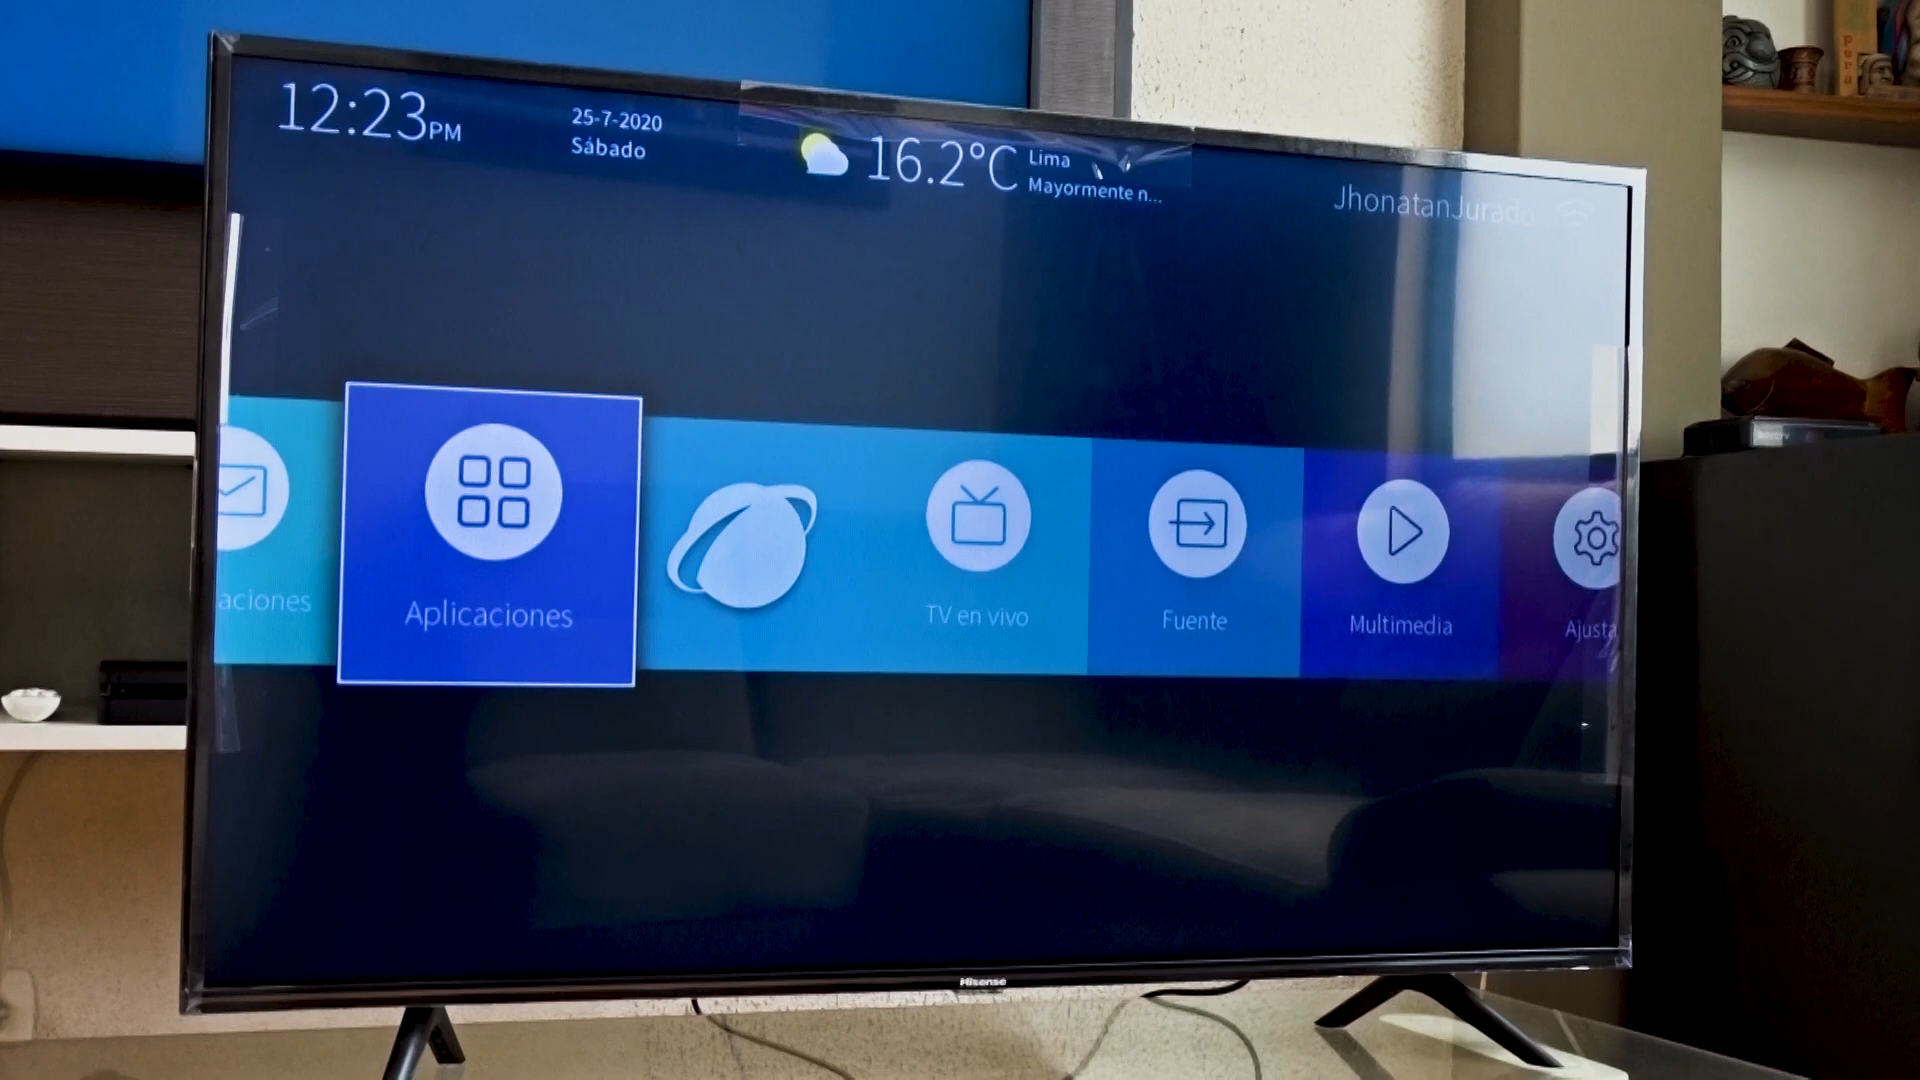 12:23PM
25-7-2020
Sábado
16.2°C
Lima
Mayormente n...
JhonatanJurado
aciones
Aplicaciones
TV en vivo
Fuente
Multimedia
Ajusta
Hisense
Perú